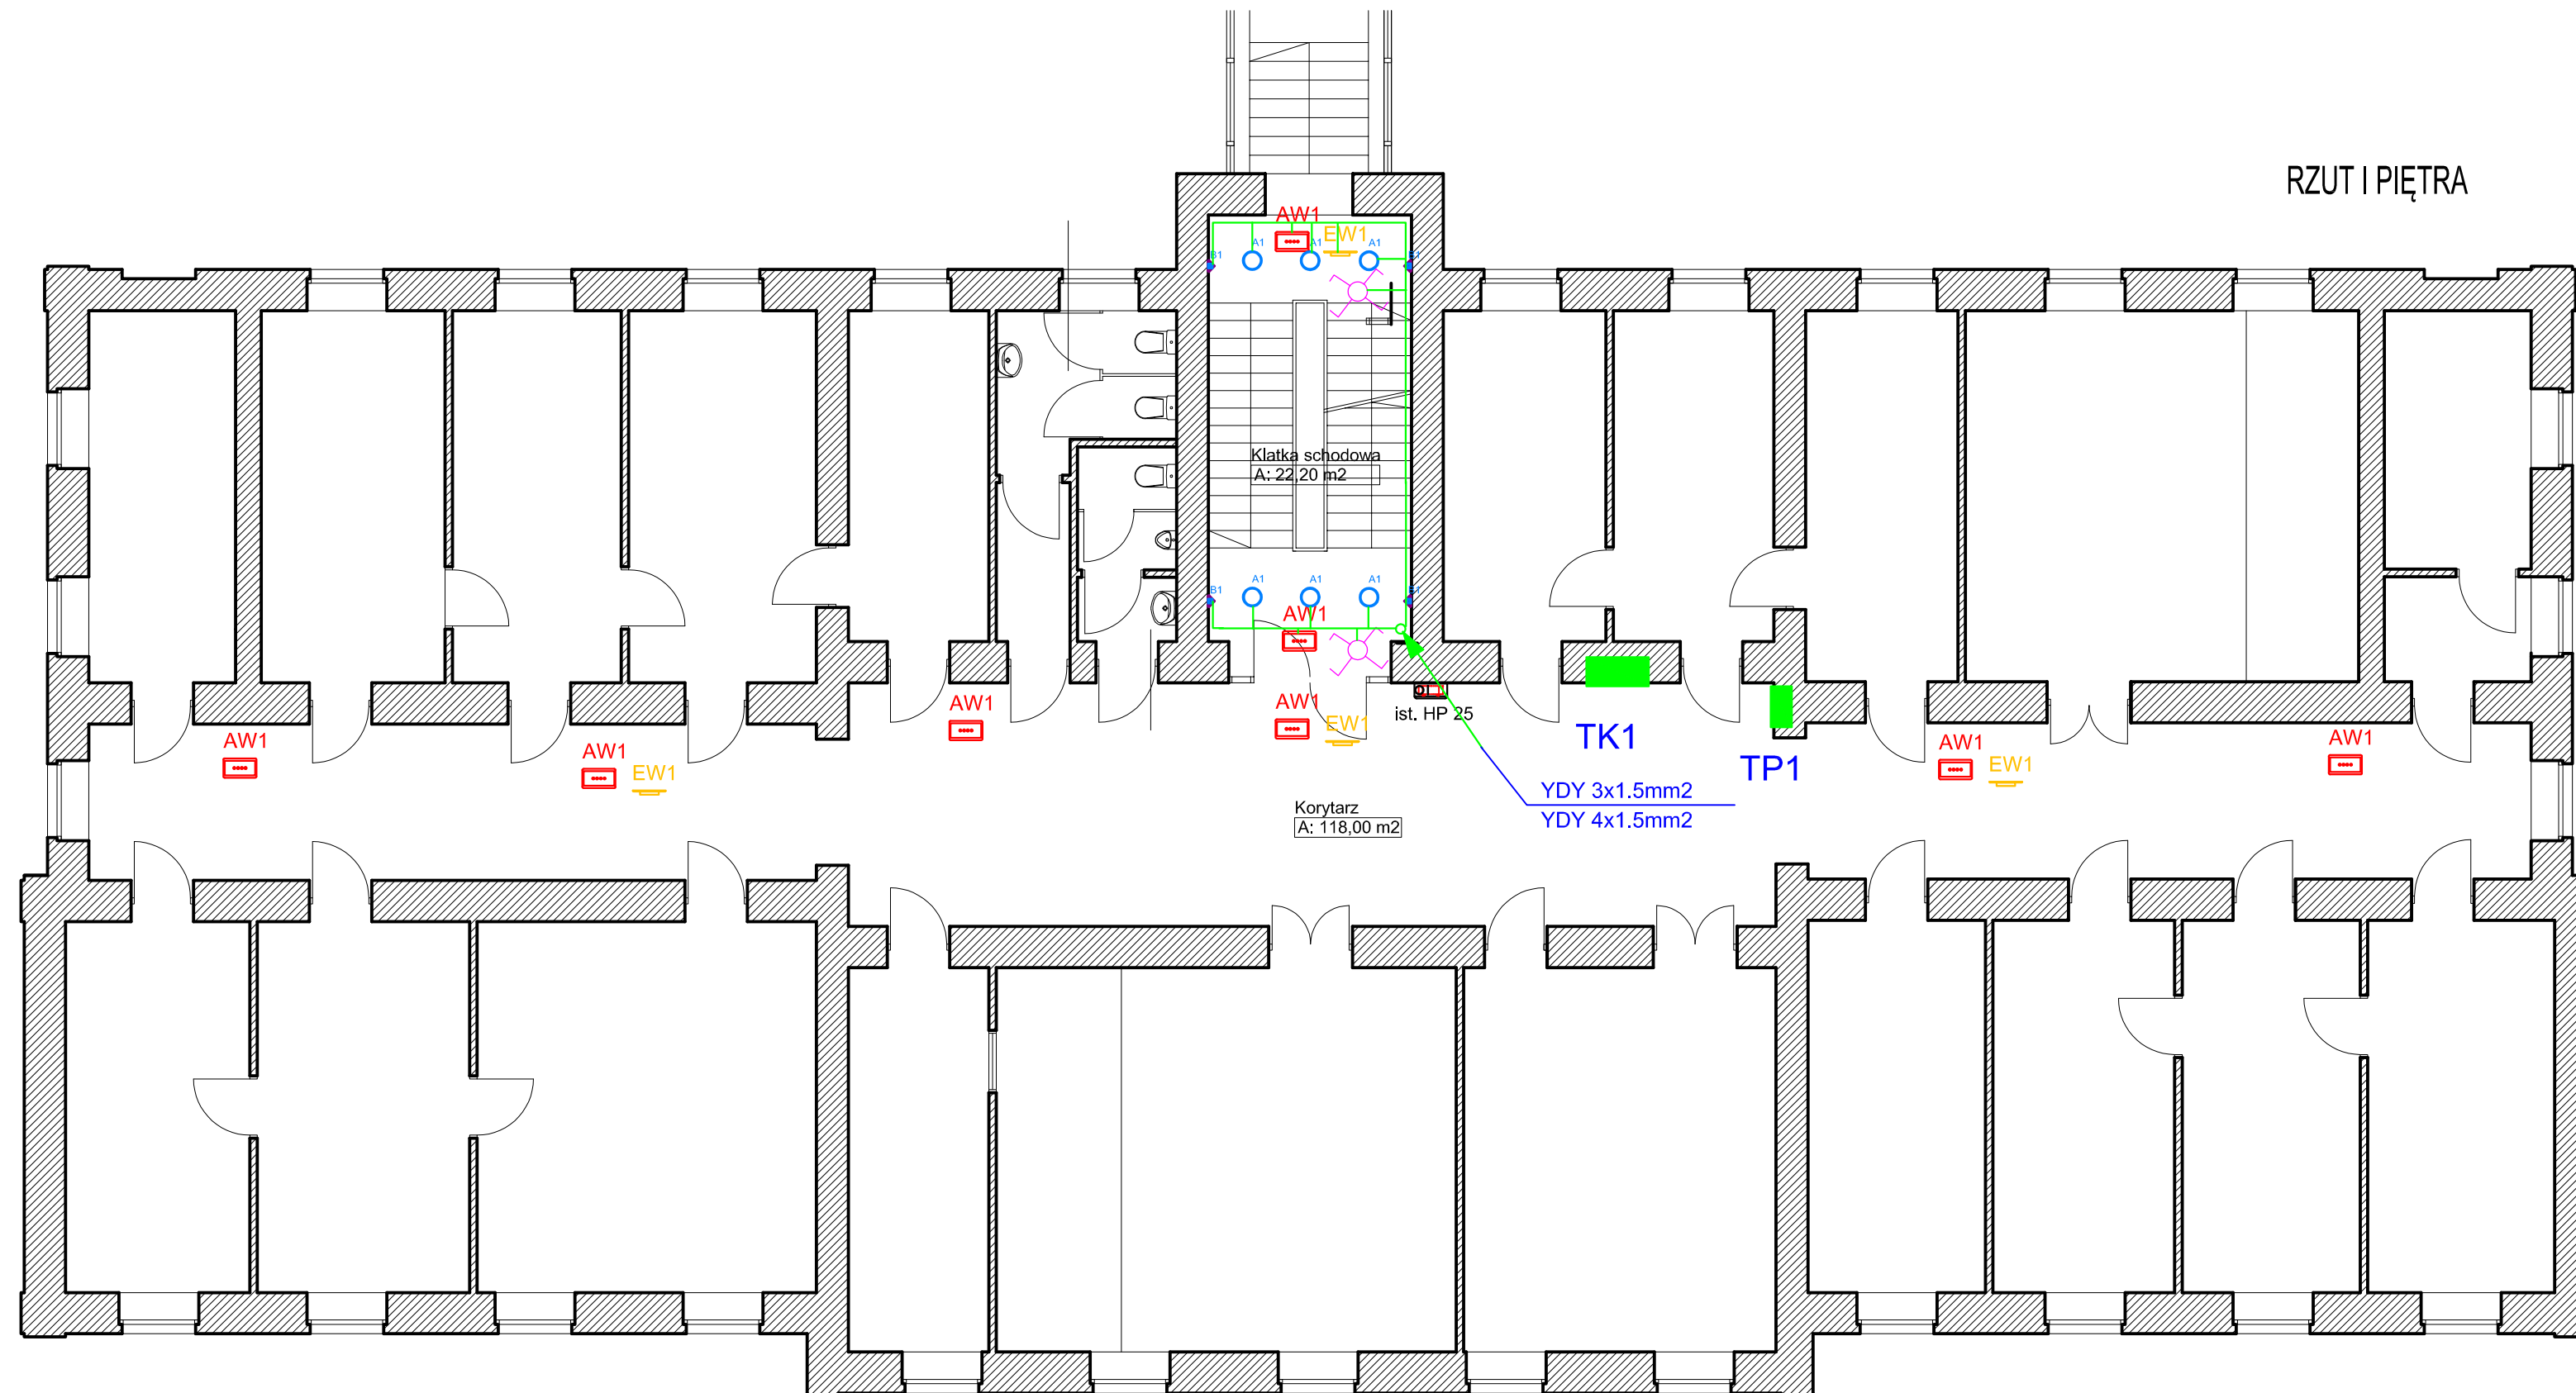 RZUT I PIĘTRA
AW1
EW1
A1
A1
A1
B1
B1
Klatka schodowa
A: 22,20 m2
A1
A1
A1
B1
B1
AW1
AW1
AW1
EW1
ist. HP 25
TK1
TP1
AW1
AW1
EW1
AW1
EW1
AW1
YDY 3x1.5mm2
YDY 4x1.5mm2
Korytarz
A: 118,00 m2